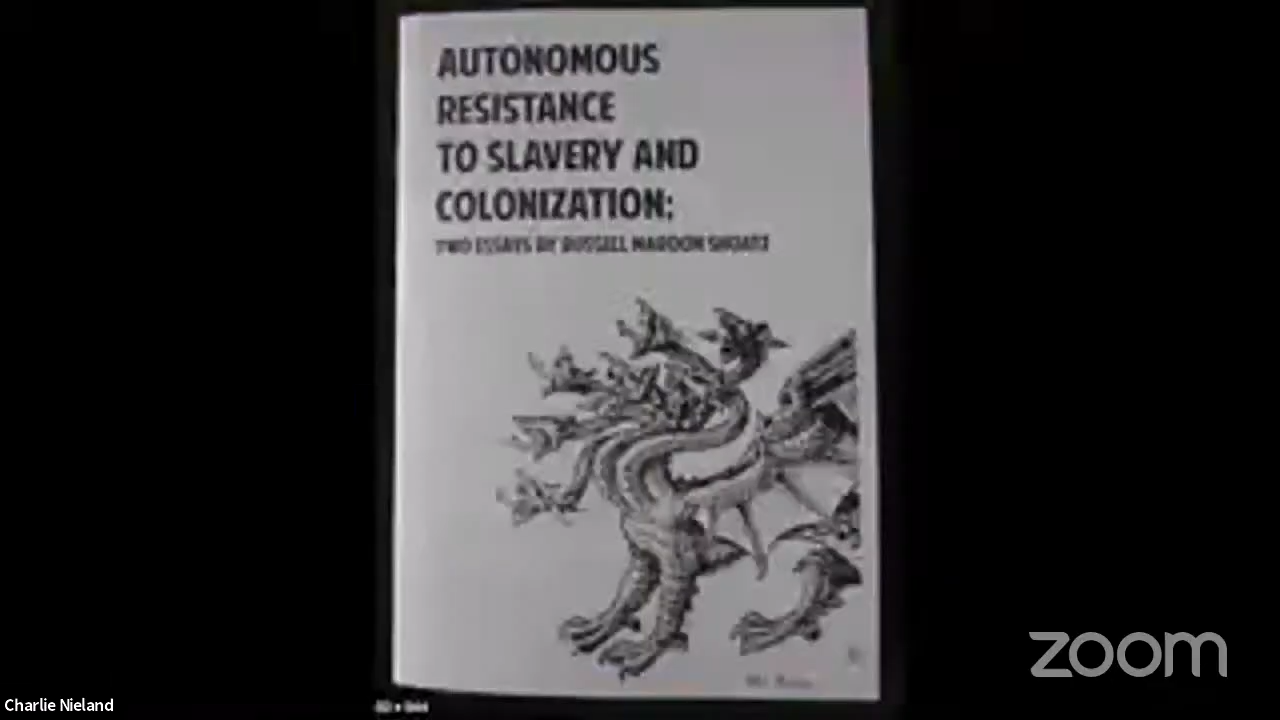 AUTONOMOUS
RESISTANCE
TO SLAVERY AND
COLONIZATION:
TWO ESSAYS BY RUSSELL MAROON SHOATZ
zoom
Charlie Nieland